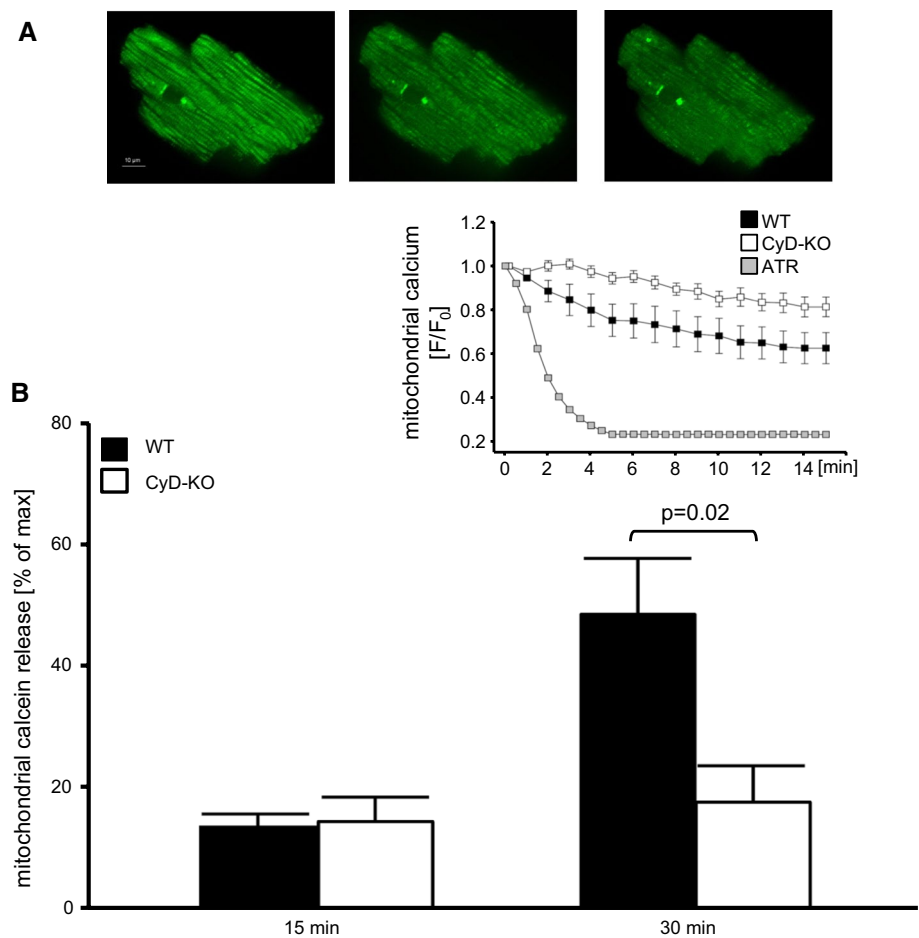 A
10 µm
mitochondrial calcium
[F/F0]
1.2
1.0
0.8
0.6
0.4
0.2
0 2 4 6 8 10 12 14 [min]
WT
CyD-KO
ATR
B
mitochondrial calcein release [% of max]
80
60
40
20
0
WT
CyD-KO
p=0.02
15 min
30 min